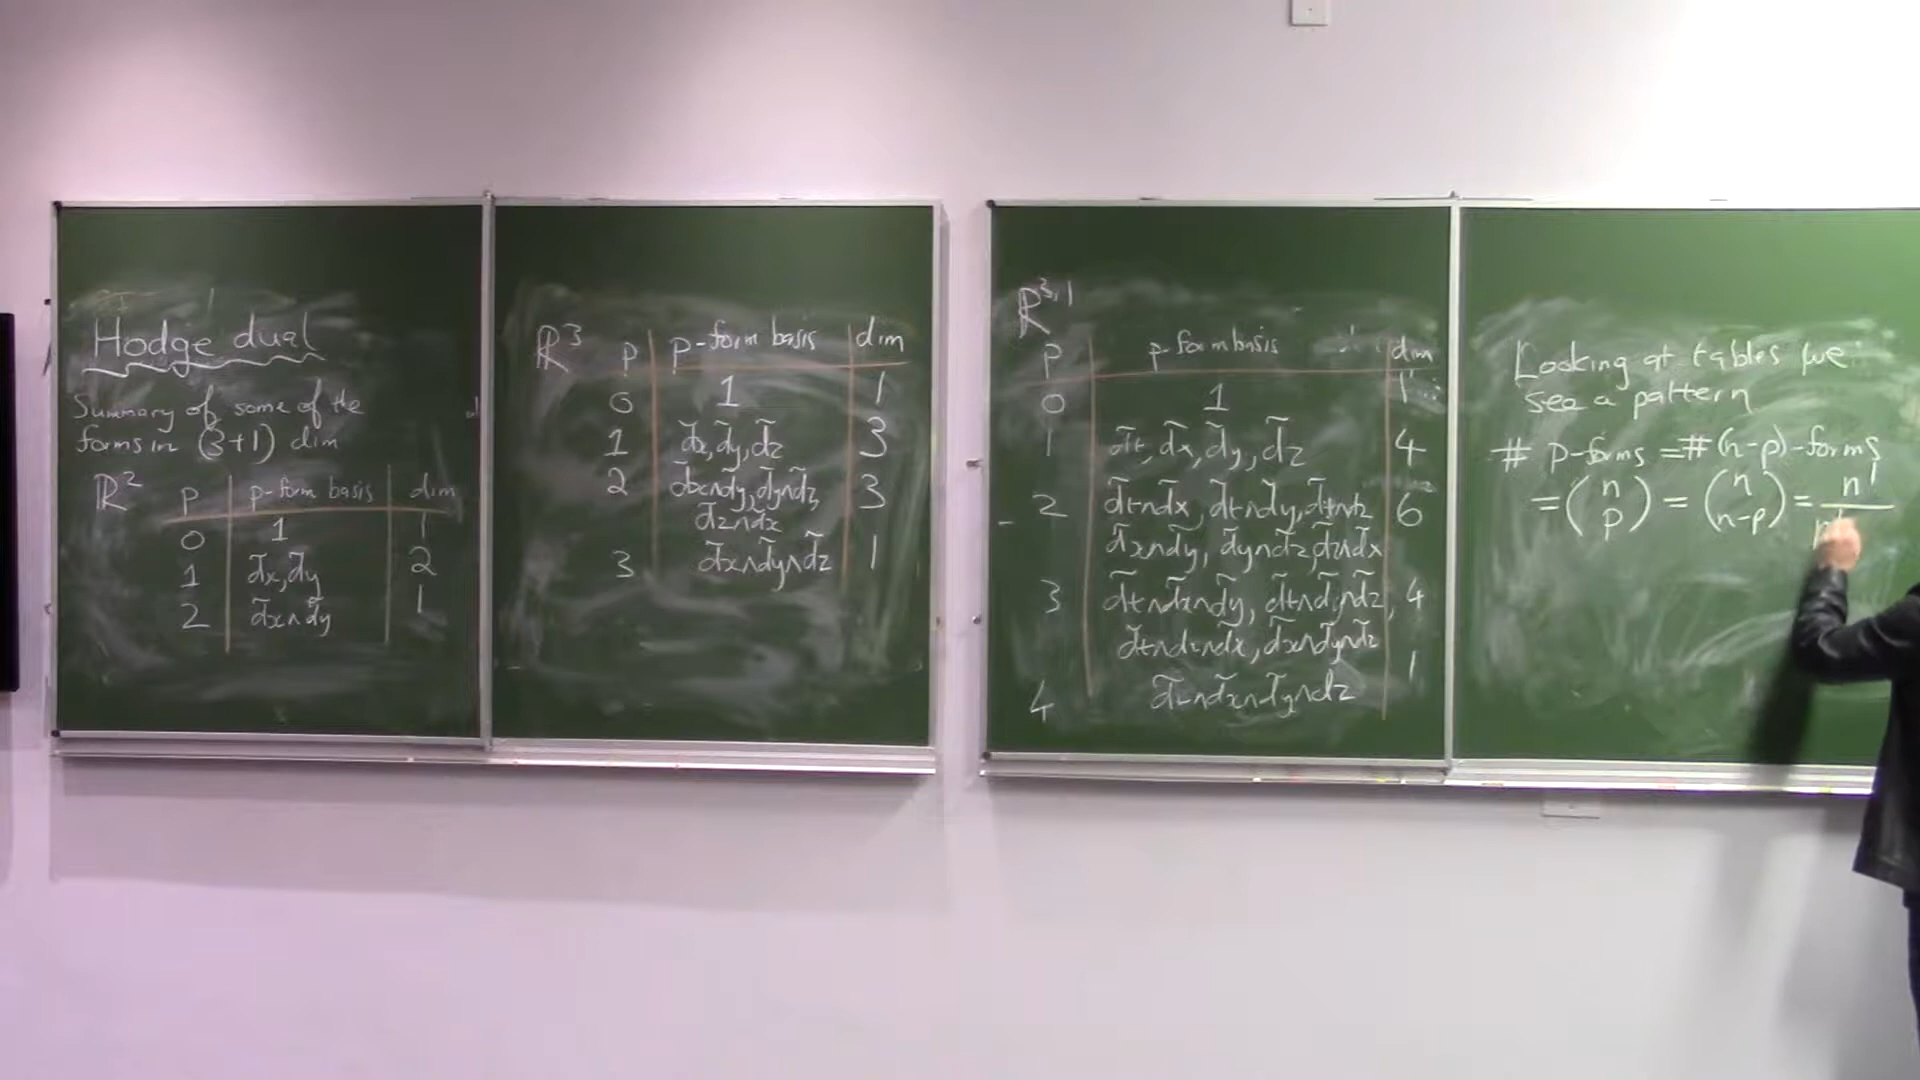 Hodge dual
Summary of some of the
forms in (3+1) dim
ℝ² p p-form basis dim
0 1 1
1 d̃x, d̃y 2
2 d̃x∧d̃y 1
ℝ³ p p-form basis dim
0 1 1
1 d̃x, d̃y, d̃z 3
2 d̃x∧d̃y, d̃y∧d̃z, 3
d̃z∧d̃x
3 d̃x∧d̃y∧d̃z 1
ℝ³,¹
p p-form basis dim
0 1 1
1 d̃t, d̃x, d̃y, d̃z 4
2 d̃t∧d̃x, d̃t∧d̃y, d̃t∧d̃z 6
d̃x∧d̃y, d̃y∧d̃z, d̃z∧d̃x
3 d̃t∧d̃x∧d̃y, d̃t∧d̃y∧d̃z, 4
d̃t∧d̃z∧d̃x, d̃x∧d̃y∧d̃z
4 d̃t∧d̃x∧d̃y∧d̃z 1
Looking at tables we
see a pattern
# p-forms = # (n-p)-forms
= (n p) = (n n-p) = n!